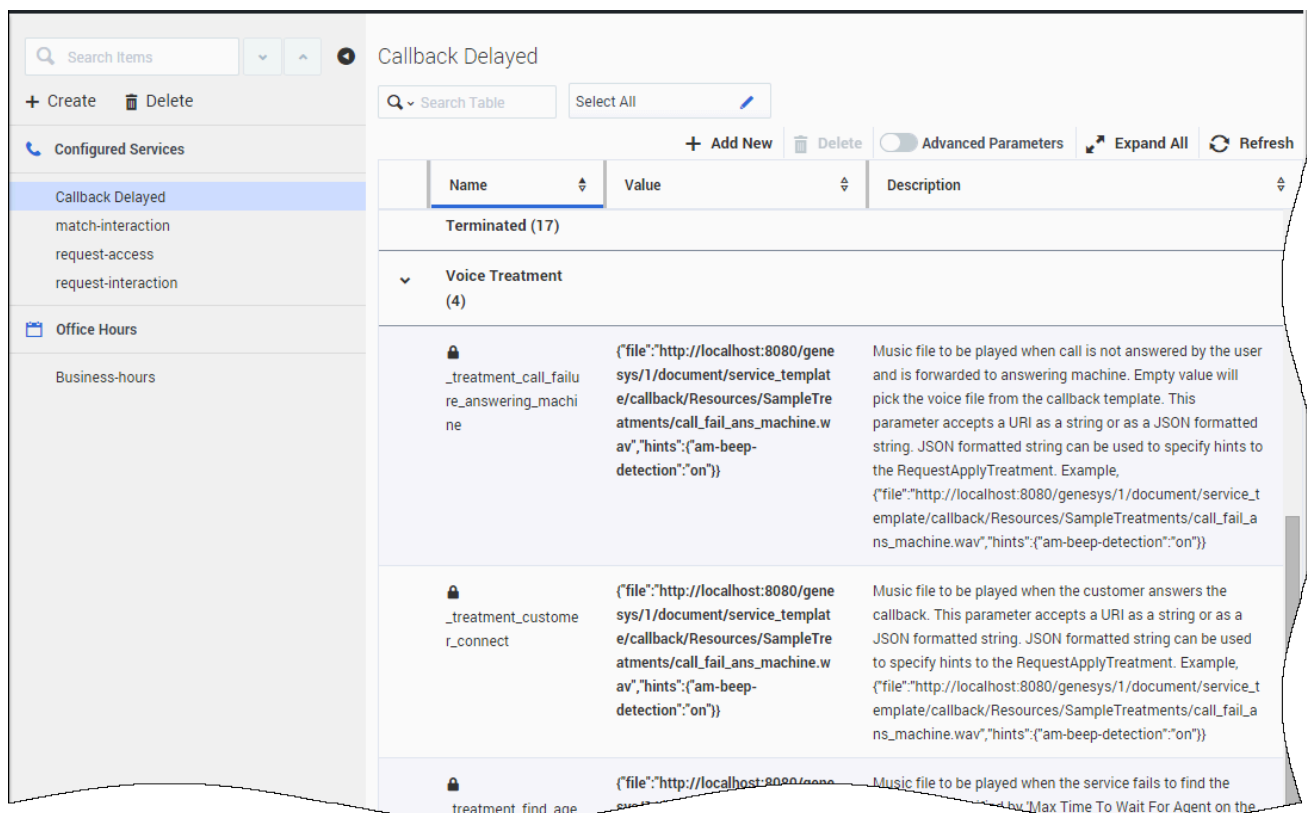 Search Items
Create Delete
Configured Services
Callback Delayed
match-interaction
request-access
request-interaction
Office Hours
Business-hours
Callback Delayed
Search Table Select All
Add New Delete Advanced Parameters Expand All Refresh
Name Value Description
Terminated (17)
Voice Treatment
(4)
_treatment_call_failu
re_answering_machi
ne
{"file":"http://localhost:8080/gene
sys/1/document/service_templat
e/callback/Resources/SampleTre
atments/call_fail_ans_machine.w
av","hints":{"am-beep-
detection":"on"}}
Music file to be played when call is not answered by the user
and is forwarded to answering machine. Empty value will
pick the voice file from the callback template. This
parameter accepts a URI as a string or as a JSON formatted
string. JSON formatted string can be used to specify hints to
the RequestApplyTreatment. Example,
{"file":"http://localhost:8080/genesys/1/document/service_t
emplate/callback/Resources/SampleTreatments/call_fail_a
ns_machine.wav","hints":{"am-beep-detection":"on"}}
_treatment_custome
r_connect
{"file":"http://localhost:8080/gene
sys/1/document/service_templat
e/callback/Resources/SampleTre
atments/call_fail_ans_machine.w
av","hints":{"am-beep-
detection":"on"}}
Music file to be played when the customer answers the
callback. This parameter accepts a URI as a string or as a
JSON formatted string. JSON formatted string can be used
to specify hints to the RequestApplyTreatment. Example,
{"file":"http://localhost:8080/genesys/1/document/service_t
emplate/callback/Resources/SampleTreatments/call_fail_a
ns_machine.wav","hints":{"am-beep-detection":"on"}}
_treatment_find_age
{"file":"http://localhost:8080/gene
Music file to be played when the service fails to find the
by 'Max Time To Wait For Agent on the